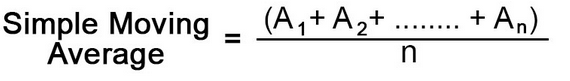 Simple Moving Average = (A₁+ A₂+ ........ + Aₙ)
n